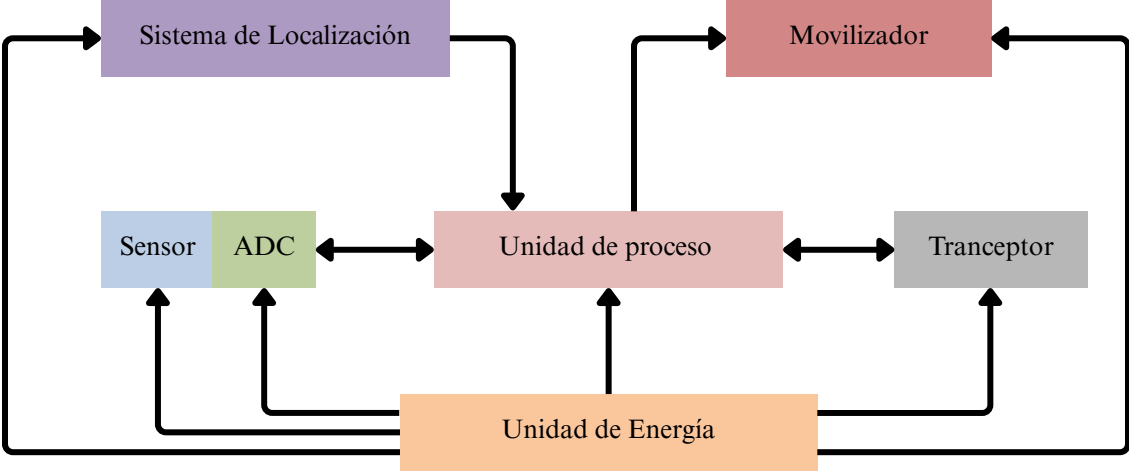 Sistema de Localización
Movilizador
Sensor
ADC
Unidad de proceso
Tranceptor
Unidad de Energía